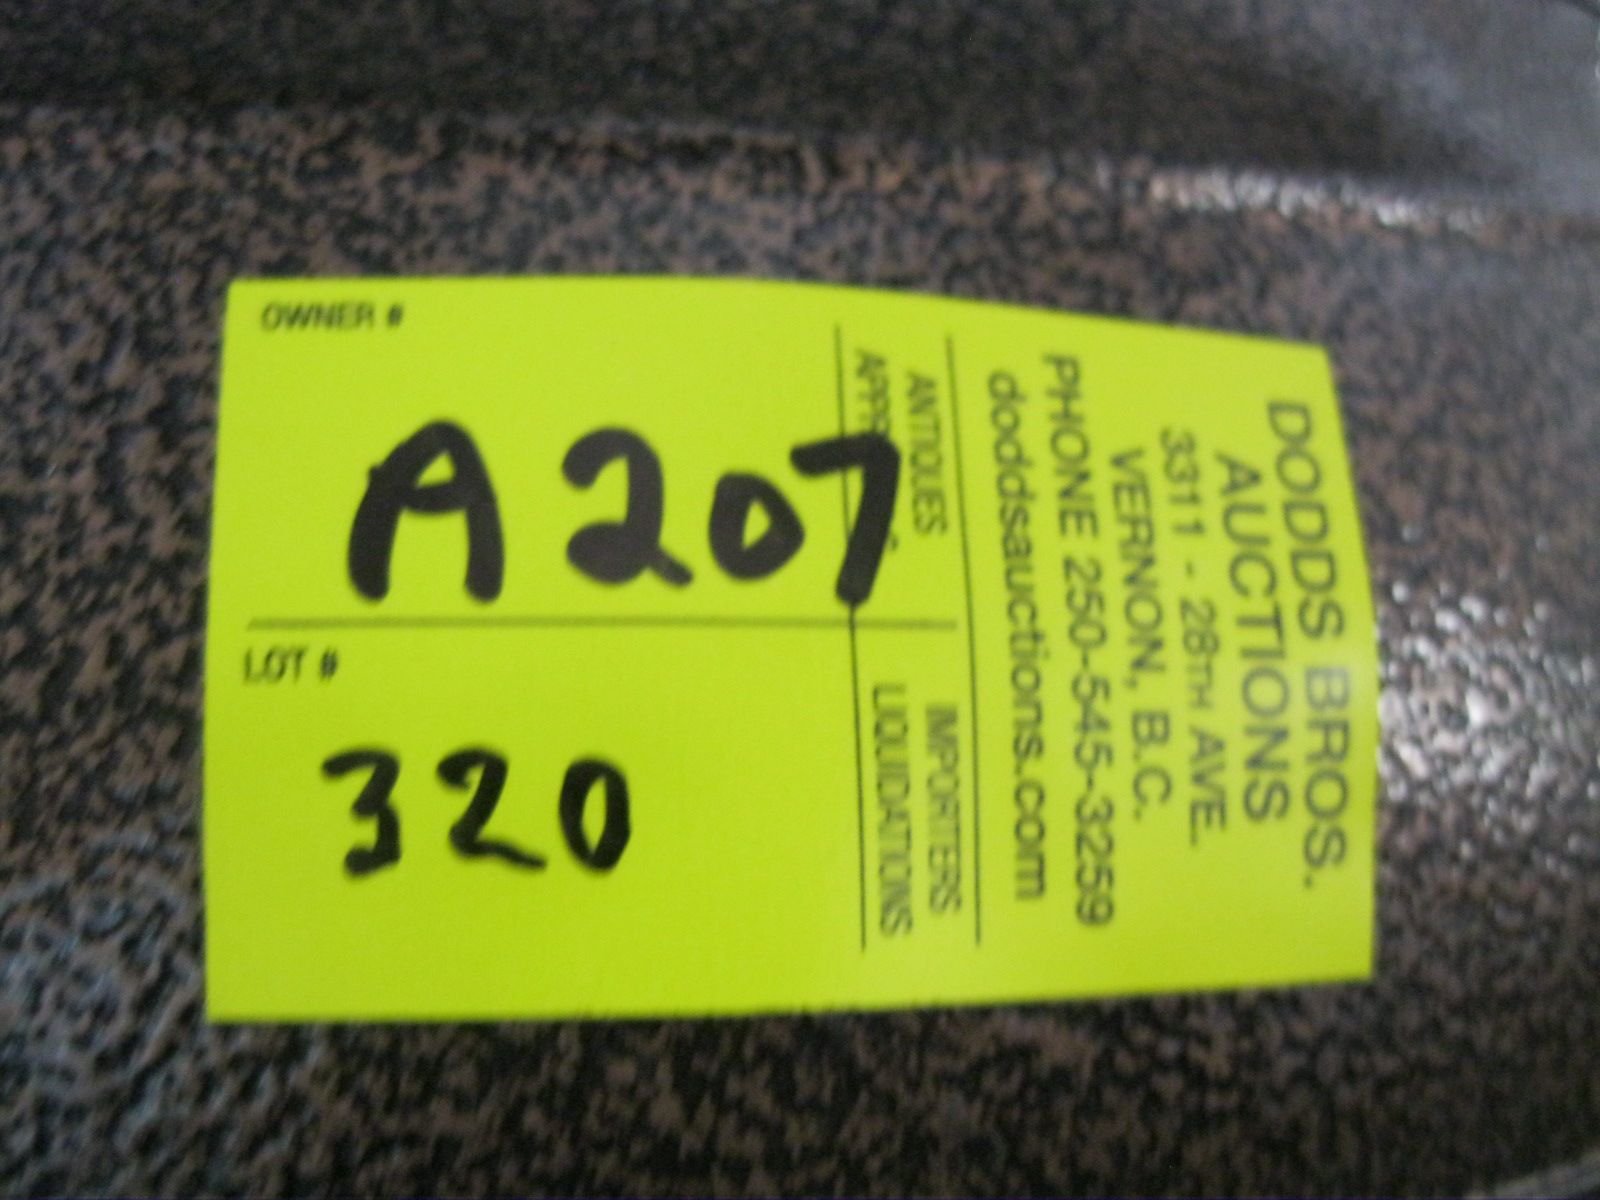 OWNER #
A207
LOT #
320
DODDS BROS.
AUCTIONS
3311 - 28TH AVE.
VERNON, B.C.
PHONE 250-545-3259
doddsauctions.com
ANTIQUES IMPORTERS
LIQUIDATIONS